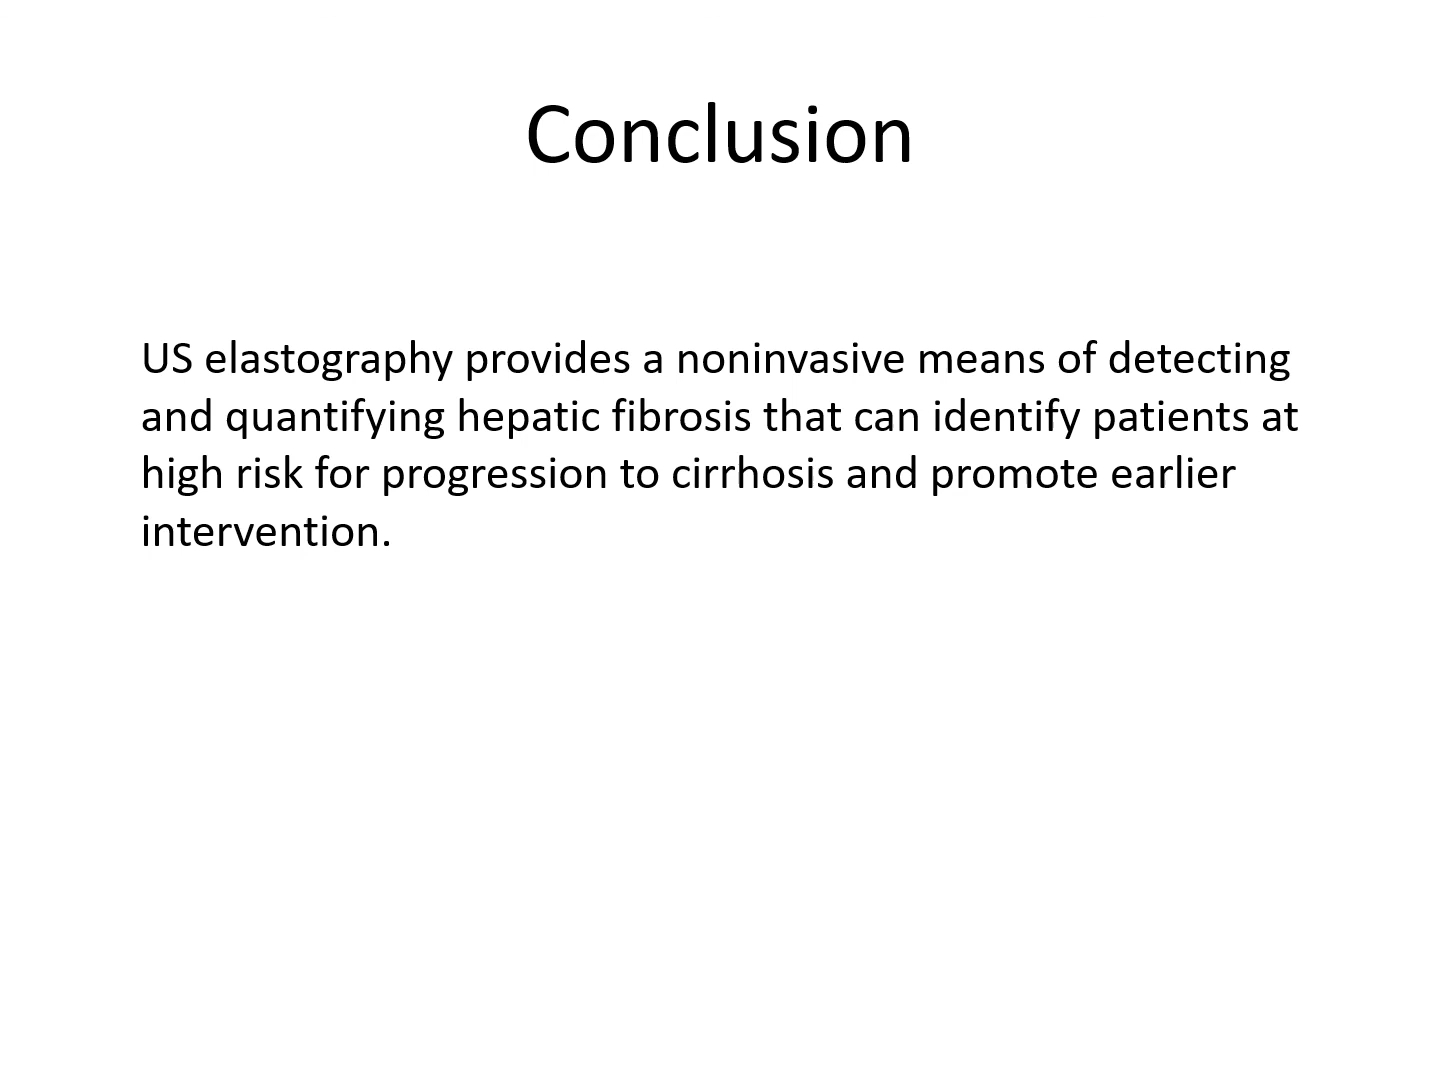 Conclusion
US elastography provides a noninvasive means of detecting
and quantifying hepatic fibrosis that can identify patients at
high risk for progression to cirrhosis and promote earlier
intervention.